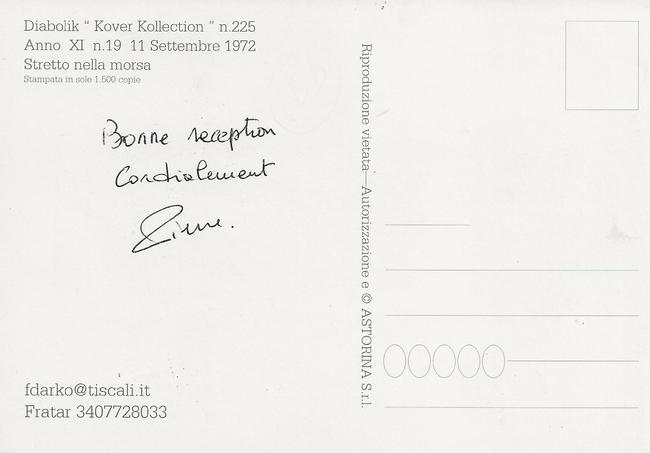 Diabolik “ Kover Kollection ” n.225
Anno XI n.19 11 Settembre 1972
Stretto nella morsa
Stampata in sole 1.500 copie
Bonne reception
Cordialement
Riproduzione vietata—Autorizzazione e © ASTORINA S.r.l.
fdarko@tiscali.it
Fratar 3407728033